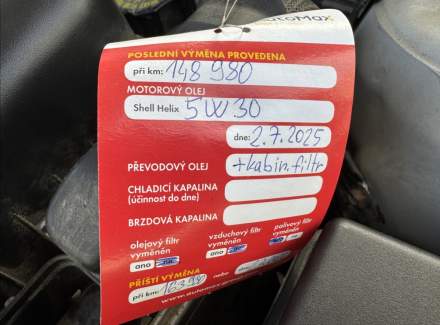 AutoMax
POSLEDNÍ VÝMĚNA PROVEDENA
při km: 148 980
MOTOROVÝ OLEJ
Shell Helix 5W30
dne: 2.7.2025
PŘEVODOVÝ OLEJ +kabin.filtr
CHLADICÍ KAPALINA
(účinnost do dne)
BRZDOVÁ KAPALINA
olejový filtr vzduchový filtr palivový filtr
vyměněn vyměněn vyměněn
ano
PŘÍŠTÍ VÝMĚNA
při km: nebo